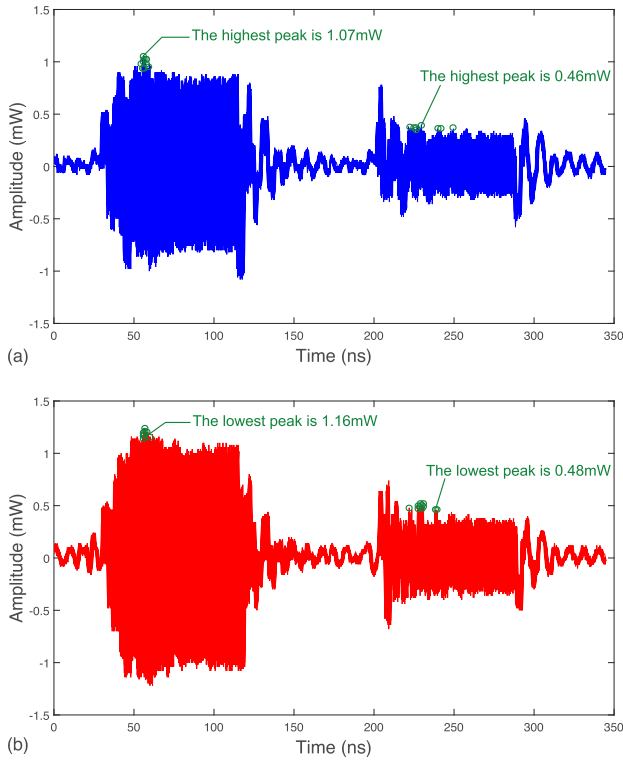 1.5
The highest peak is 1.07mW
1
The highest peak is 0.46mW
0.5
0
-0.5
-1
-1.5
Amplitude (mW)
0 50 100 150 200 250 300 350
(a)
Time (ns)
1.5
The lowest peak is 1.16mW
1
The lowest peak is 0.48mW
0.5
0
-0.5
-1
-1.5
Amplitude (mW)
0 50 100 150 200 250 300 350
(b)
Time (ns)